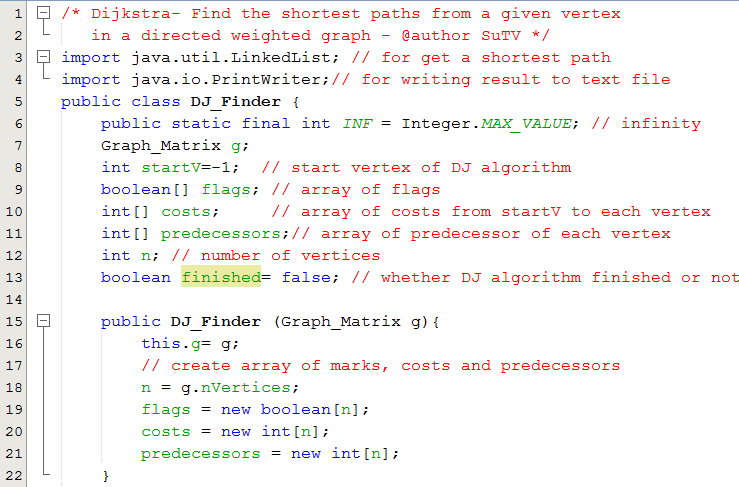 1 /* Dijkstra- Find the shortest paths from a given vertex
2 in a directed weighted graph - @author SuTV */
3 import java.util.LinkedList; // for get a shortest path
4 import java.io.PrintWriter;// for writing result to text file
5 public class DJ_Finder {
6 public static final int INF = Integer.MAX_VALUE; // infinity
7 Graph_Matrix g;
8 int startV=-1; // start vertex of DJ algorithm
9 boolean[] flags; // array of flags
10 int[] costs; // array of costs from startV to each vertex
11 int[] predecessors;// array of predecessor of each vertex
12 int n; // number of vertices
13 boolean finished= false; // whether DJ algorithm finished or not
14
15 public DJ_Finder (Graph_Matrix g){
16 this.g= g;
17 // create array of marks, costs and predecessors
18 n = g.nVertices;
19 flags = new boolean[n];
20 costs = new int[n];
21 predecessors = new int[n];
22 }